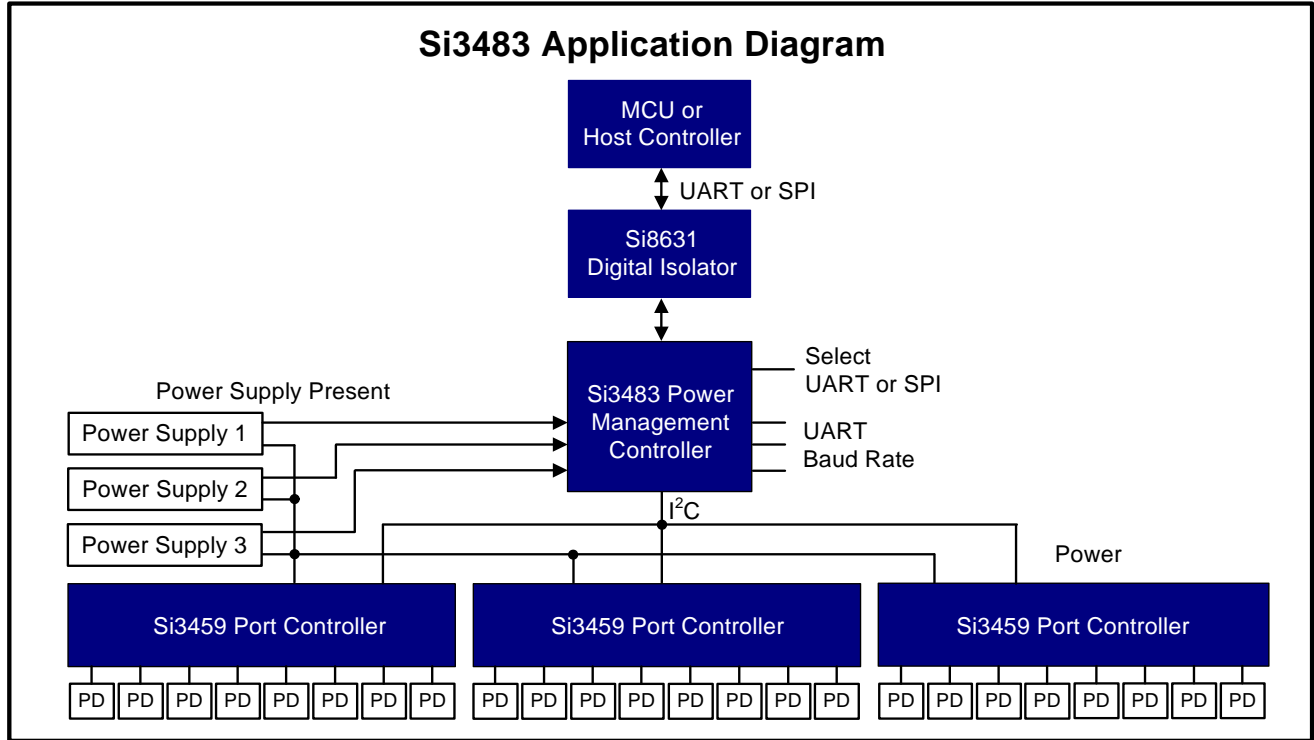 Si3483 Application Diagram
MCU or
Host Controller
UART or SPI
Si8631
Digital Isolator
Select
UART or SPI
Si3483 Power
Management
Controller
UART
Baud Rate
Power Supply Present
Power Supply 1
Power Supply 2
Power Supply 3
I²C
Power
Si3459 Port Controller
Si3459 Port Controller
Si3459 Port Controller
PD PD PD PD PD PD PD PD
PD PD PD PD PD PD PD PD
PD PD PD PD PD PD PD PD